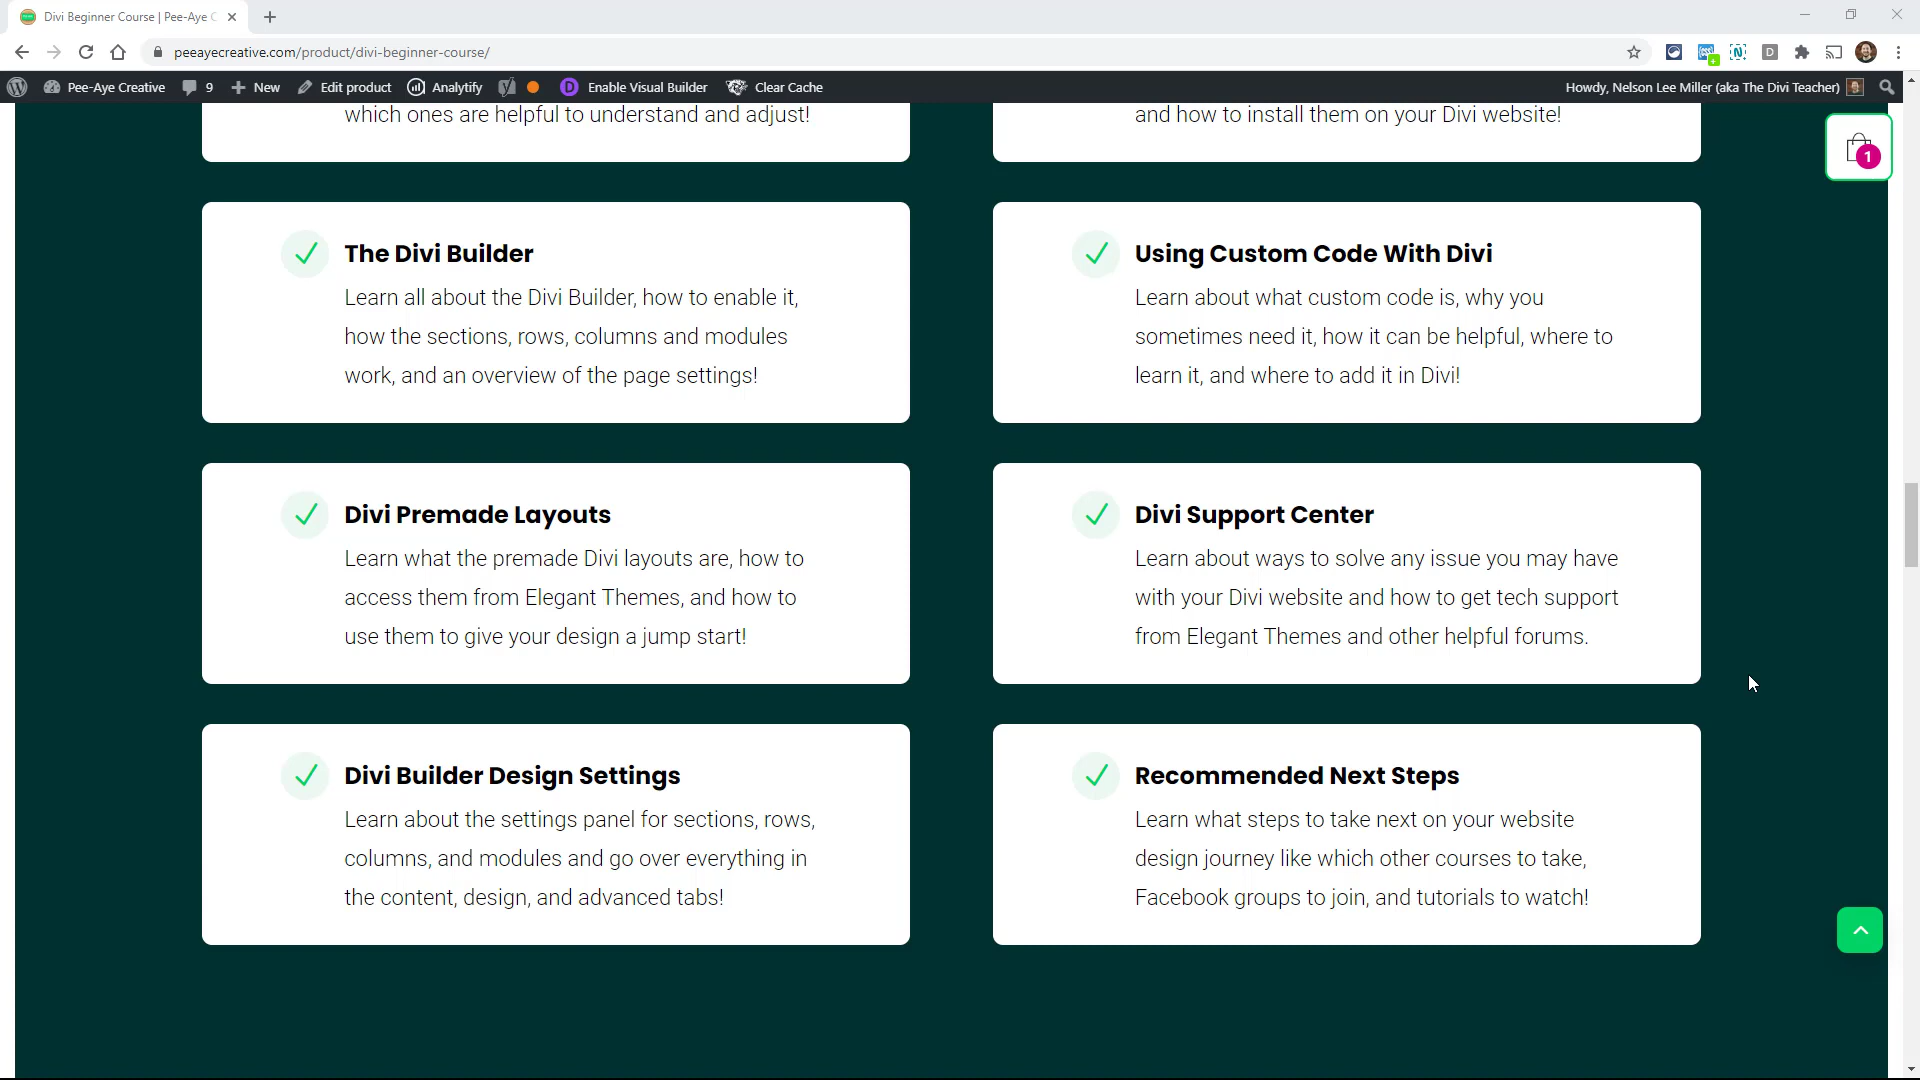 Divi Beginner Course | Pee-Aye C
peeayecreative.com/product/divi-beginner-course/
Pee-Aye Creative 9 New Edit product Analytify Enable Visual Builder Clear Cache Howdy, Nelson Lee Miller (aka The Divi Teacher)
which ones are helpful to understand and adjust!
and how to install them on your Divi website!
1
The Divi Builder
Learn all about the Divi Builder, how to enable it,
how the sections, rows, columns and modules
work, and an overview of the page settings!
Using Custom Code With Divi
Learn about what custom code is, why you
sometimes need it, how it can be helpful, where to
learn it, and where to add it in Divi!
Divi Premade Layouts
Learn what the premade Divi layouts are, how to
access them from Elegant Themes, and how to
use them to give your design a jump start!
Divi Support Center
Learn about ways to solve any issue you may have
with your Divi website and how to get tech support
from Elegant Themes and other helpful forums.
Divi Builder Design Settings
Learn about the settings panel for sections, rows,
columns, and modules and go over everything in
the content, design, and advanced tabs!
Recommended Next Steps
Learn what steps to take next on your website
design journey like which other courses to take,
Facebook groups to join, and tutorials to watch!